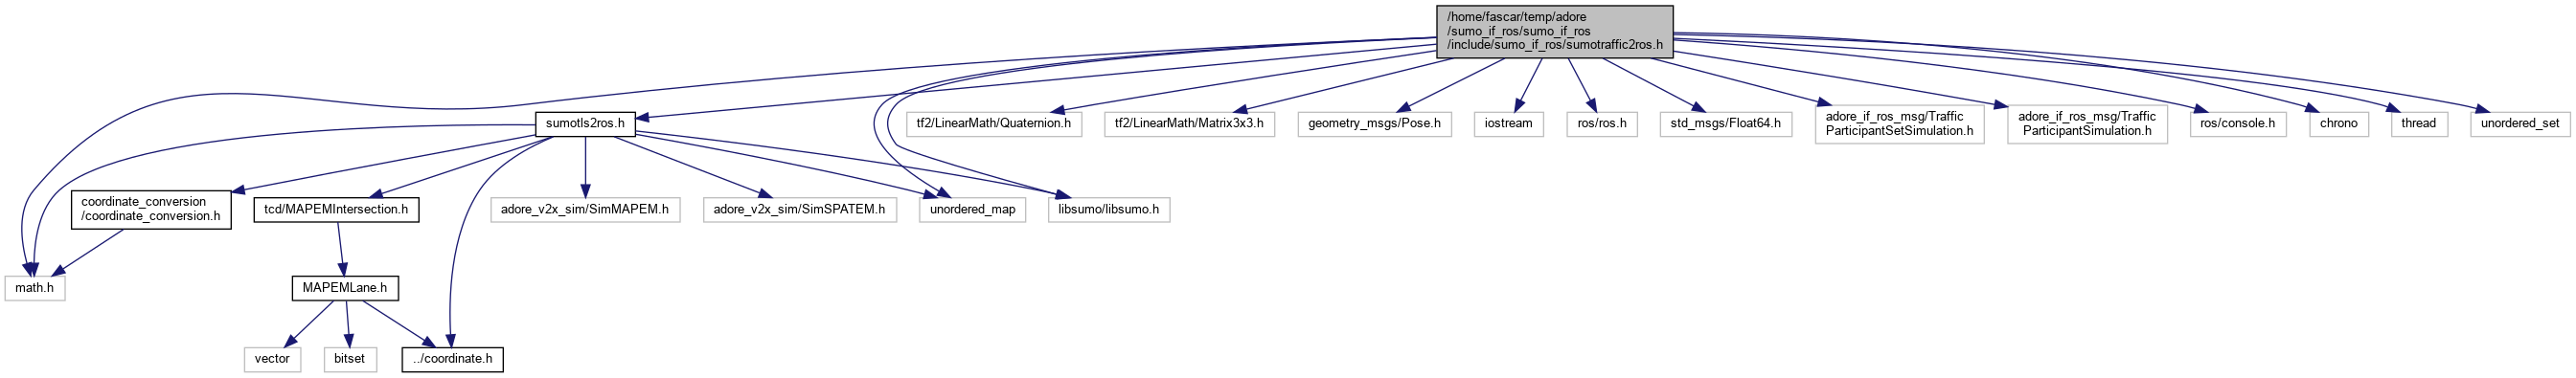 /home/fascar/temp/adore
/sumo_if_ros/sumo_if_ros
/include/sumo_if_ros/sumotraffic2ros.h
sumotls2ros.h
tf2/LinearMath/Quaternion.h
tf2/LinearMath/Matrix3x3.h
geometry_msgs/Pose.h
iostream
ros/ros.h
std_msgs/Float64.h
adore_if_ros_msg/Traffic
ParticipantSetSimulation.h
adore_if_ros_msg/Traffic
ParticipantSimulation.h
ros/console.h
chrono
thread
unordered_set
coordinate_conversion
/coordinate_conversion.h
tcd/MAPEMIntersection.h
adore_v2x_sim/SimMAPEM.h
adore_v2x_sim/SimSPATEM.h
unordered_map
libsumo/libsumo.h
math.h
MAPEMLane.h
vector
bitset
../coordinate.h